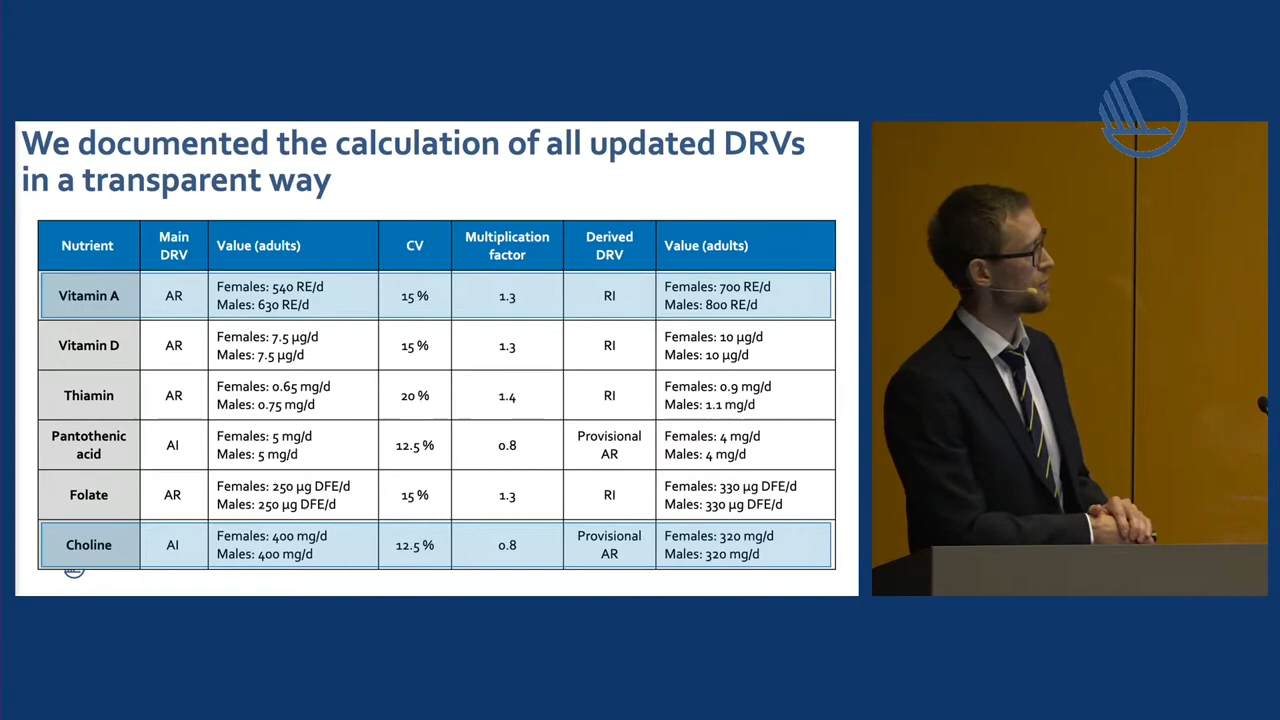 We documented the calculation of all updated DRVs
in a transparent way
Nutrient Main DRV Value (adults) CV Multiplication factor Derived DRV Value (adults)
Vitamin A AR Females: 540 RE/d Males: 630 RE/d 15 % 1.3 RI Females: 700 RE/d Males: 800 RE/d
Vitamin D AR Females: 7.5 µg/d Males: 7.5 µg/d 15 % 1.3 RI Females: 10 µg/d Males: 10 µg/d
Thiamin AR Females: 0.65 mg/d Males: 0.75 mg/d 20 % 1.4 RI Females: 0.9 mg/d Males: 1.1 mg/d
Pantothenic acid AI Females: 5 mg/d Males: 5 mg/d 12.5 % 0.8 Provisional AR Females: 4 mg/d Males: 4 mg/d
Folate AR Females: 250 µg DFE/d Males: 250 µg DFE/d 15 % 1.3 RI Females: 330 µg DFE/d Males: 330 µg DFE/d
Choline AI Females: 400 mg/d Males: 400 mg/d 12.5 % 0.8 Provisional AR Females: 320 mg/d Males: 320 mg/d